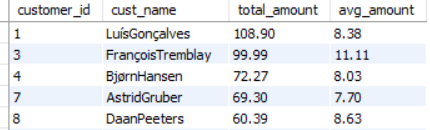 customer_id cust_name total_amount avg_amount
1 LuísGonçalves 108.90 8.38
3 FrançoisTremblay 99.99 11.11
4 BjørnHansen 72.27 8.03
7 AstridGruber 69.30 7.70
8 DaanPeeters 60.39 8.63